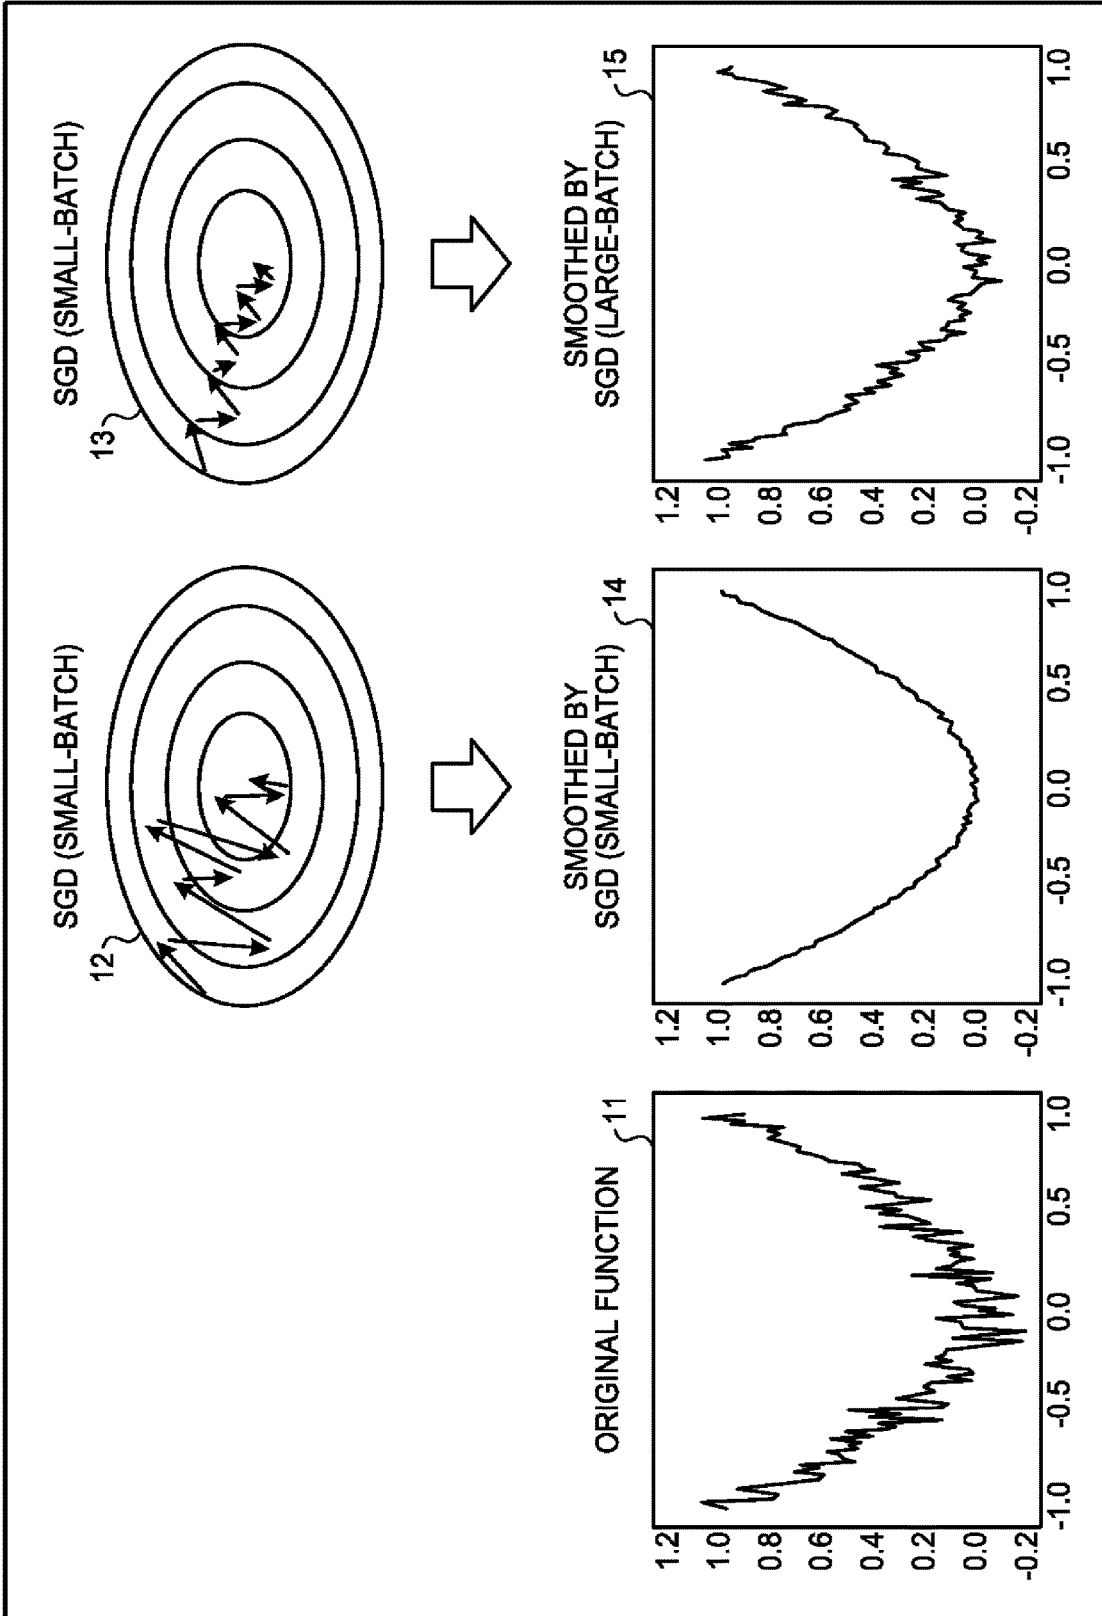 SGD (SMALL-BATCH)
12
SGD (SMALL-BATCH)
13
ORIGINAL FUNCTION
11
1.2
1.0
0.8
0.6
0.4
0.2
0.0
-0.2
-1.0 -0.5 0.0 0.5 1.0
SMOOTHED BY
SGD (SMALL-BATCH)
14
1.2
1.0
0.8
0.6
0.4
0.2
0.0
-0.2
-1.0 -0.5 0.0 0.5 1.0
SMOOTHED BY
SGD (LARGE-BATCH)
15
1.2
1.0
0.8
0.6
0.4
0.2
0.0
-0.2
-1.0 -0.5 0.0 0.5 1.0